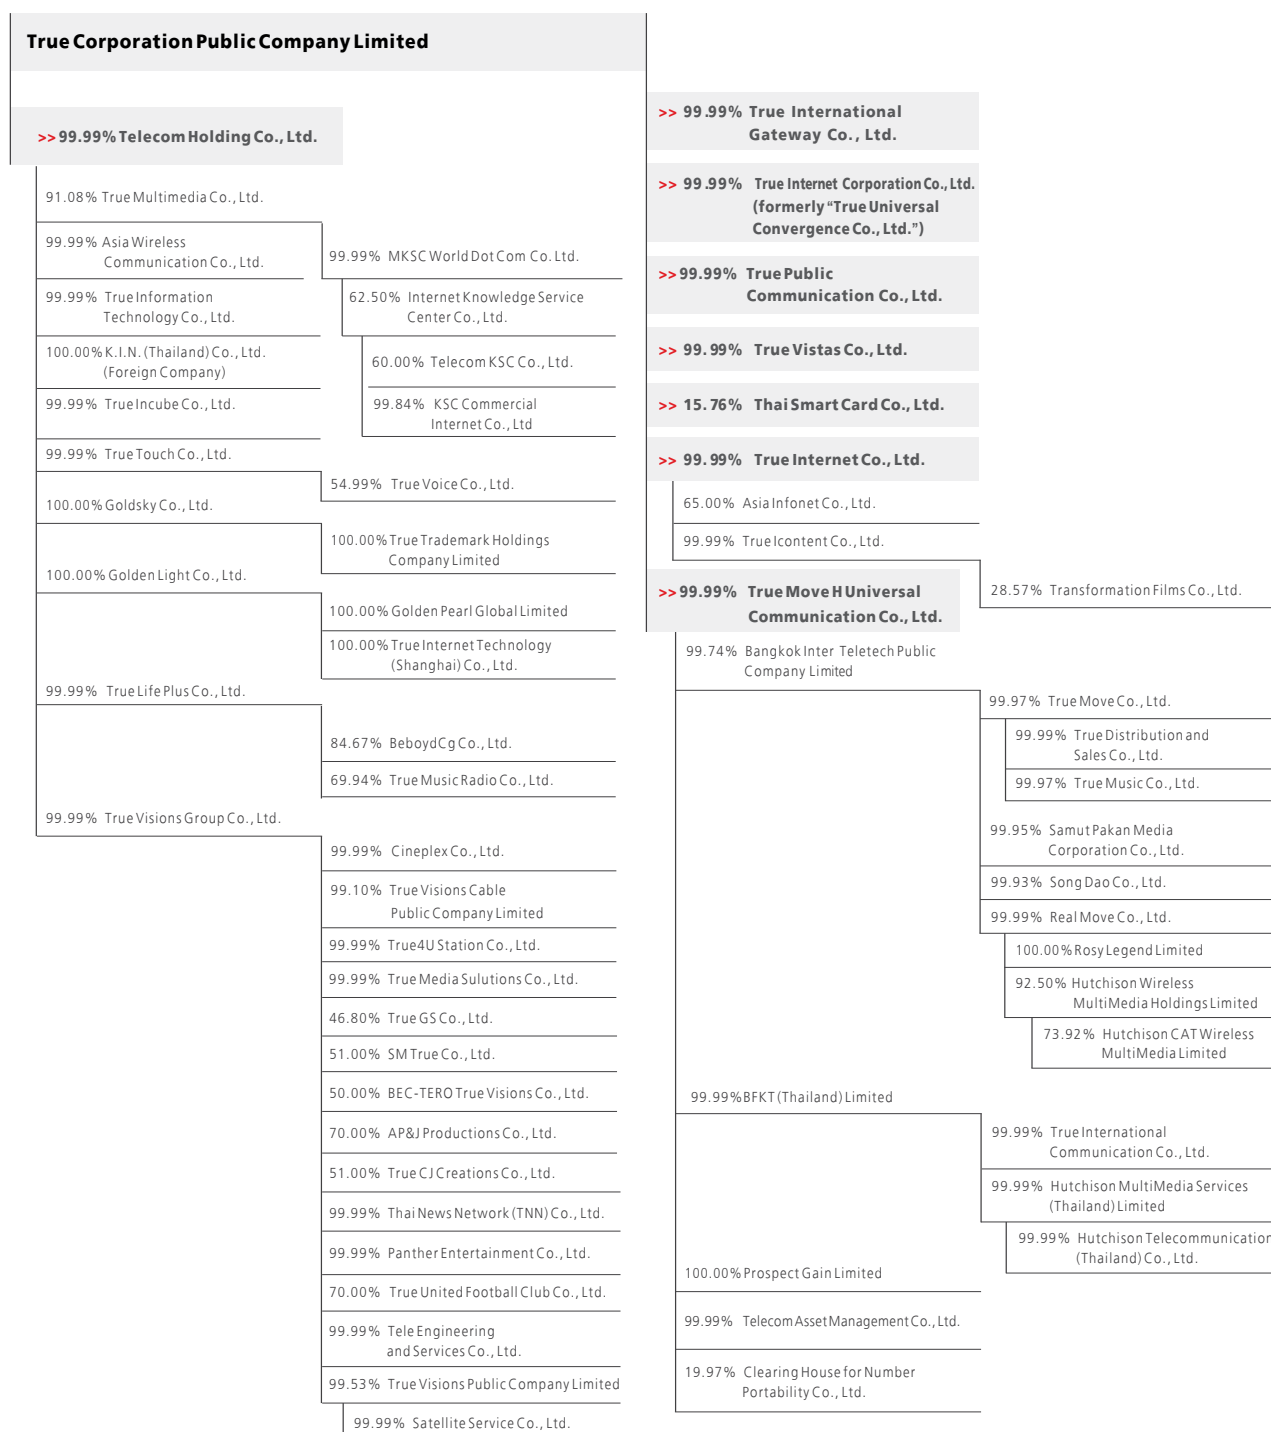 True Corporation Public Company Limited
>> 99.99% Telecom Holding Co., Ltd.
91.08% True Multimedia Co., Ltd.
99.99% Asia Wireless
Communication Co., Ltd.
99.99% True Information
Technology Co., Ltd.
100.00% K.I.N. (Thailand) Co., Ltd.
(Foreign Company)
99.99% True Incube Co., Ltd.
99.99% True Touch Co., Ltd.
100.00% Goldsky Co., Ltd.
100.00% Golden Light Co., Ltd.
99.99% True Life Plus Co., Ltd.
99.99% True Visions Group Co., Ltd.
99.99% MKSC World Dot Com Co. Ltd.
62.50% Internet Knowledge Service
Center Co., Ltd.
60.00% Telecom KSC Co., Ltd.
99.84% KSC Commercial
Internet Co., Ltd
54.99% True Voice Co., Ltd.
100.00% True Trademark Holdings
Company Limited
100.00% Golden Pearl Global Limited
100.00% True Internet Technology
(Shanghai) Co., Ltd.
84.67% BeboydCg Co., Ltd.
69.94% True Music Radio Co., Ltd.
99.99% Cineplex Co., Ltd.
99.10% True Visions Cable
Public Company Limited
99.99% True4U Station Co., Ltd.
99.99% True Media Sulutions Co., Ltd.
46.80% True GS Co., Ltd.
51.00% SM True Co., Ltd.
50.00% BEC-TERO True Visions Co., Ltd.
70.00% AP&J Productions Co., Ltd.
51.00% True CJ Creations Co., Ltd.
99.99% Thai News Network (TNN) Co., Ltd.
99.99% Panther Entertainment Co., Ltd.
70.00% True United Football Club Co., Ltd.
99.99% Tele Engineering
and Services Co., Ltd.
99.53% True Visions Public Company Limited
99.99% Satellite Service Co., Ltd.
>> 99.99% True International
Gateway Co., Ltd.
>> 99.99% True Internet Corporation Co., Ltd.
(formerly “True Universal
Convergence Co., Ltd.”)
>> 99.99% True Public
Communication Co., Ltd.
>> 99.99% True Vistas Co., Ltd.
>> 15.76% Thai Smart Card Co., Ltd.
>> 99.99% True Internet Co., Ltd.
65.00% Asia Infonet Co., Ltd.
99.99% True Icontent Co., Ltd.
28.57% Transformation Films Co., Ltd.
>> 99.99% True Move H Universal
Communication Co., Ltd.
99.74% Bangkok Inter Teletech Public
Company Limited
99.97% True Move Co., Ltd.
99.99% True Distribution and
Sales Co., Ltd.
99.97% True Music Co., Ltd.
99.95% Samut Pakan Media
Corporation Co., Ltd.
99.93% Song Dao Co., Ltd.
99.99% Real Move Co., Ltd.
100.00% Rosy Legend Limited
92.50% Hutchison Wireless
MultiMedia Holdings Limited
73.92% Hutchison CAT Wireless
MultiMedia Limited
99.99% BFKT (Thailand) Limited
99.99% True International
Communication Co., Ltd.
99.99% Hutchison MultiMedia Services
(Thailand) Limited
99.99% Hutchison Telecommunication
(Thailand) Co., Ltd.
100.00% Prospect Gain Limited
99.99% Telecom Asset Management Co., Ltd.
19.97% Clearing House for Number
Portability Co., Ltd.